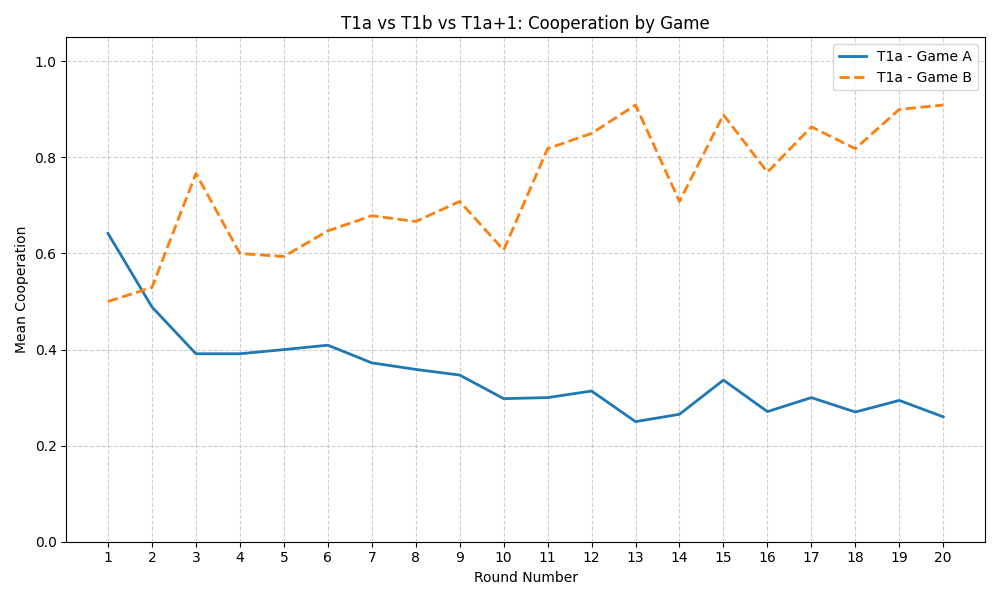 T1a vs T1b vs T1a+1: Cooperation by Game
T1a - Game A
T1a - Game B
Mean Cooperation
1.0
0.8
0.6
0.4
0.2
0.0
1 2 3 4 5 6 7 8 9 10 11 12 13 14 15 16 17 18 19 20
Round Number